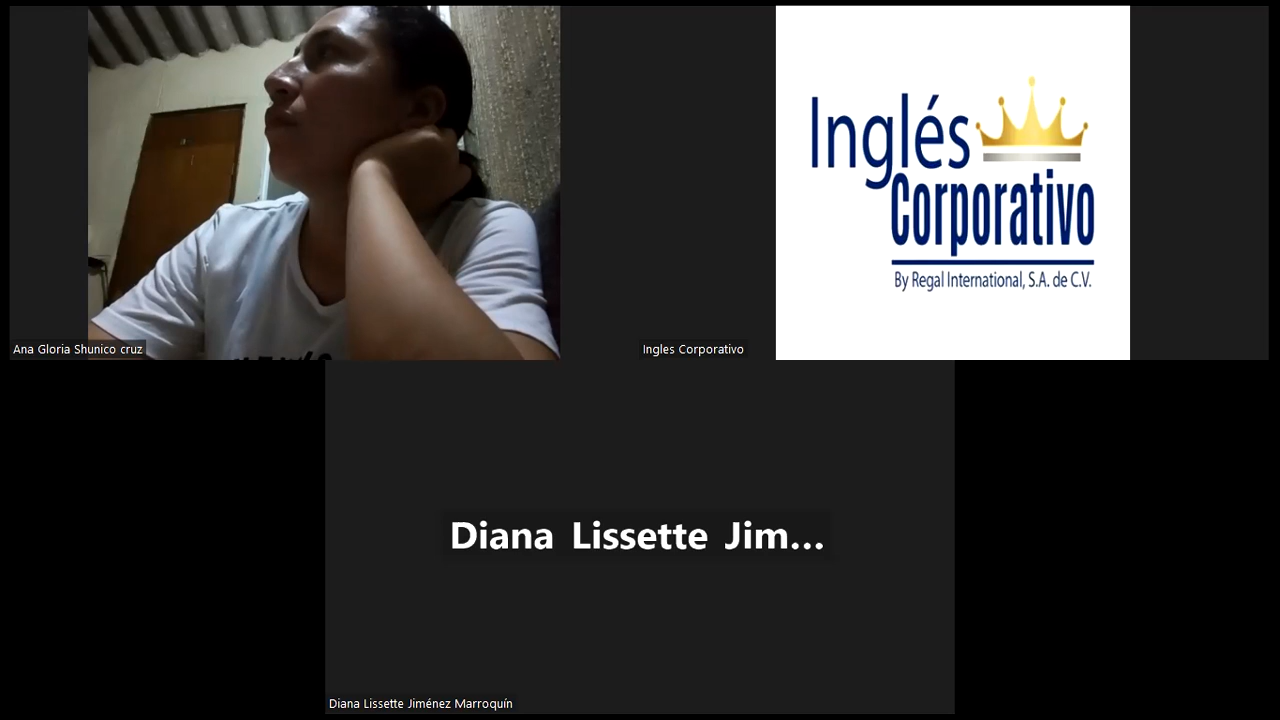 Inglés
Corporativo
By Regal International, S.A. de C.V.
Ana Gloria Shunico cruz
Ingles Corporativo
Diana Lissette Jim...
Diana Lissette Jiménez Marroquín